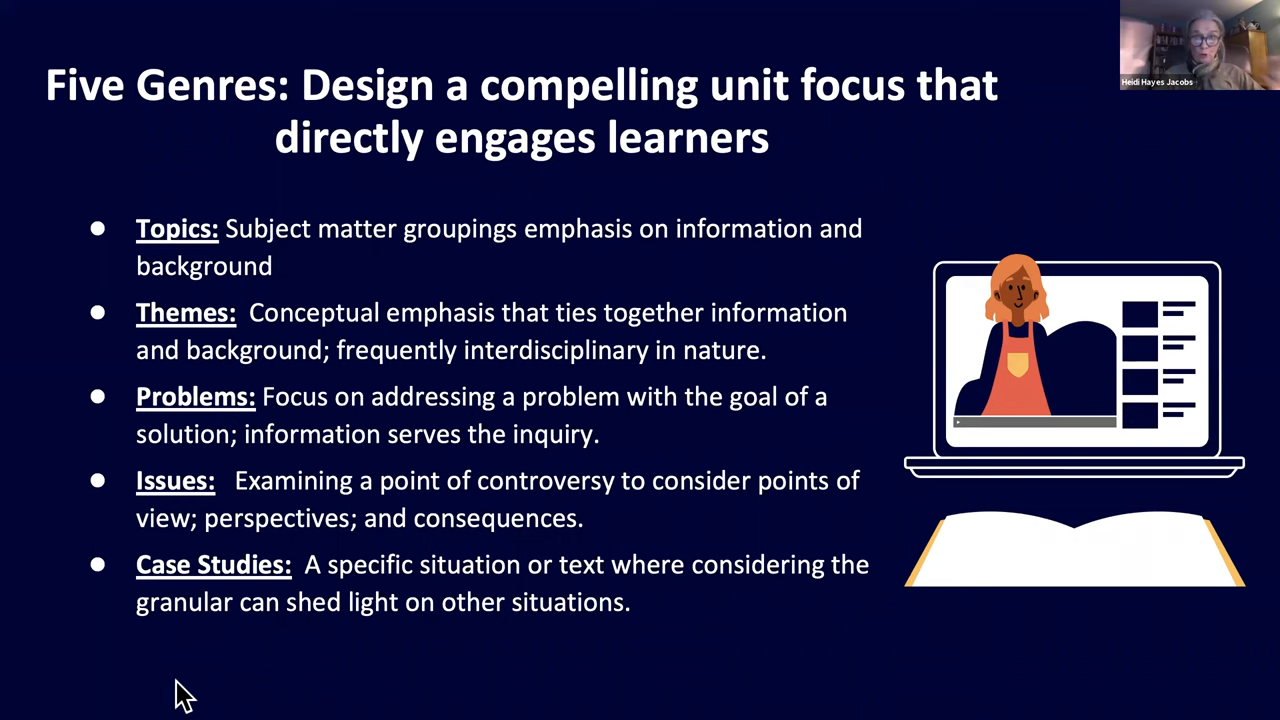 Five Genres: Design a compelling unit focus that
directly engages learners
Heidi Hayes Jacobs
● Topics: Subject matter groupings emphasis on information and
background
● Themes: Conceptual emphasis that ties together information
and background; frequently interdisciplinary in nature.
● Problems: Focus on addressing a problem with the goal of a
solution; information serves the inquiry.
● Issues: Examining a point of controversy to consider points of
view; perspectives; and consequences.
● Case Studies: A specific situation or text where considering the
granular can shed light on other situations.